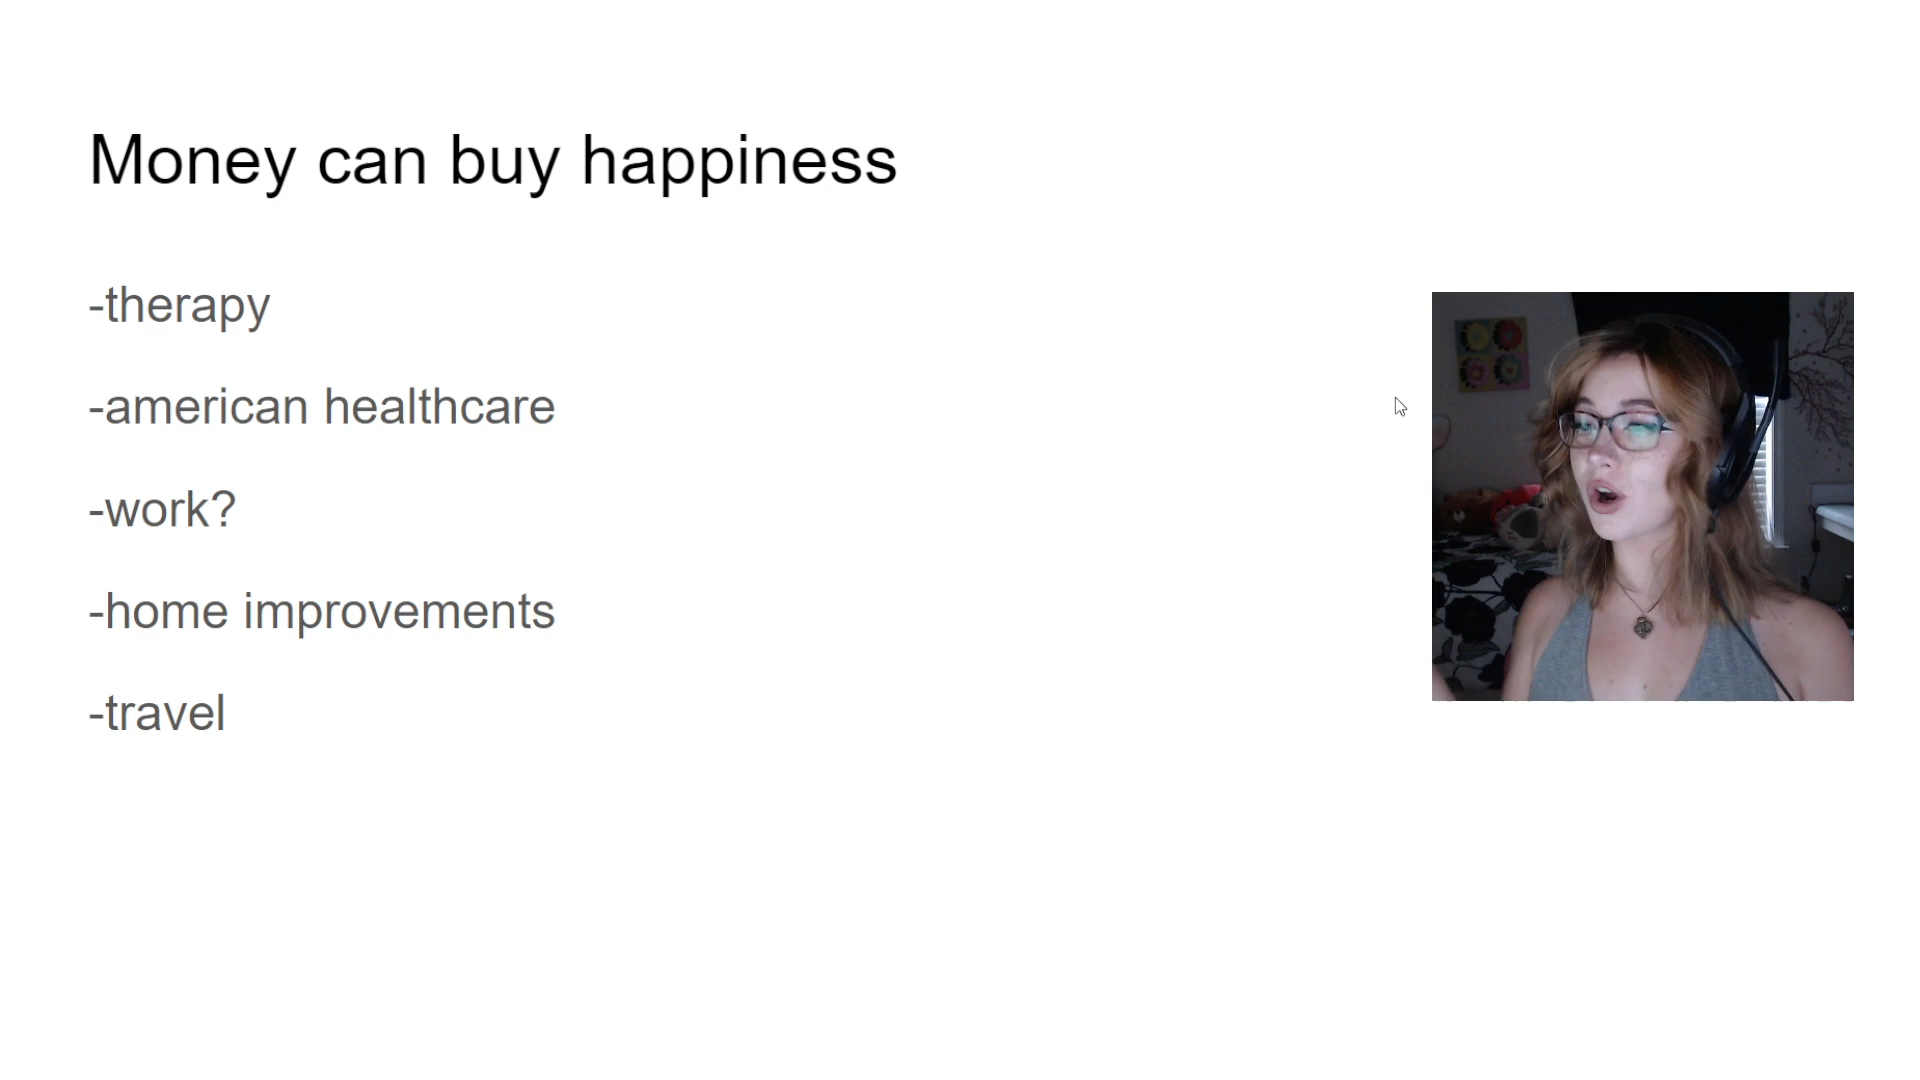 Money can buy happiness
-therapy
-american healthcare
-work?
-home improvements
-travel